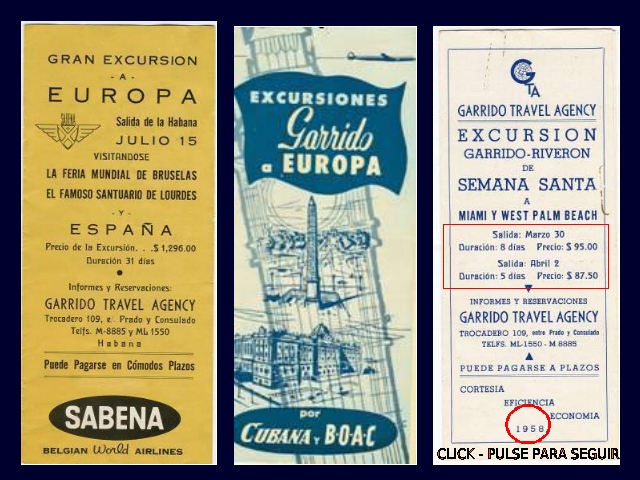 GRAN EXCURSION
- A -
EUROPA
SABENA
Salida de la Habana
JULIO 15
VISITANDOSE
LA FERIA MUNDIAL DE BRUSELAS
EL FAMOSO SANTUARIO DE LOURDES
- Y -
ESPAÑA
Precio de la Excursión. . .$ 1,296.00
Duración 31 días
Informes y Reservaciones:
GARRIDO TRAVEL AGENCY
Trocadero 109, e/ Prado y Consulado
Telfs. M-8885 y ML 1550
Habana
Puede Pagarse en Cómodos Plazos
SABENA
BELGIAN World AIRLINES
EXCURSIONES
Garrido
a EUROPA
por
CUBANA Y B·O·A·C
GTA
GARRIDO TRAVEL AGENCY
EXCURSION
GARRIDO-RIVERON
DE
SEMANA SANTA
A
MIAMI Y WEST PALM BEACH
Salida: Marzo 30
Duración: 8 días Precio: $ 95.00
Salida: Abril 2
Duración: 5 días Precio: $ 87.50
INFORMES Y RESERVACIONES
GARRIDO TRAVEL AGENCY
TROCADERO 109, entre Prado y Consulado
TELFS. ML-1550 - M-8885
PUEDE PAGARSE A PLAZOS
CORTESIA
EFICIENCIA
ECONOMIA
1958
CLICK - PULSE PARA SEGUIR